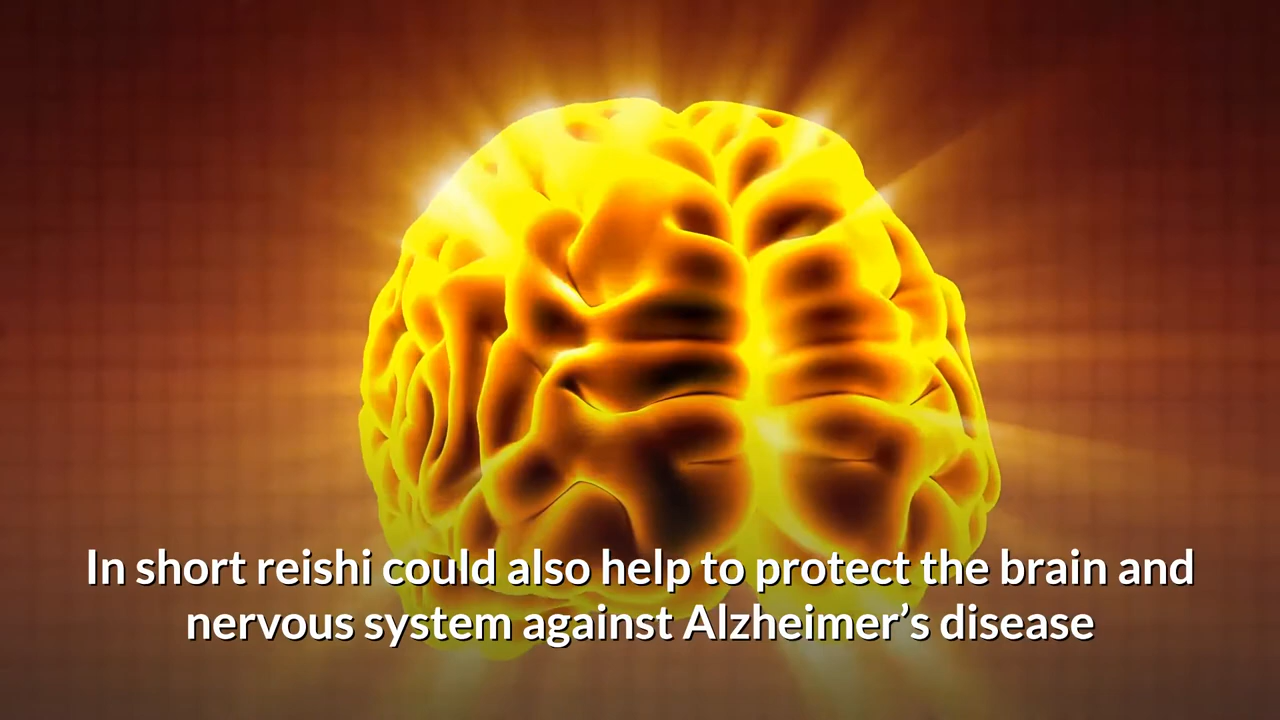 In short reishi could also help to protect the brain and
nervous system against Alzheimer’s disease